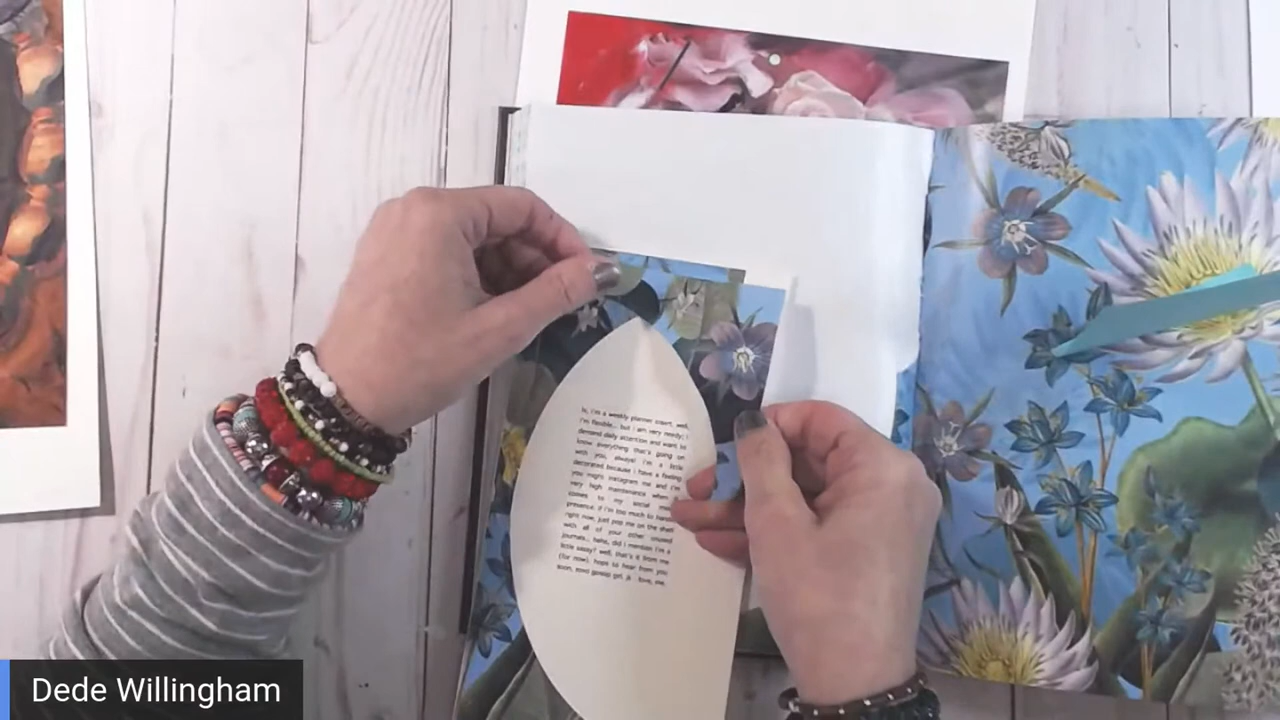 hi, i'm a weekly planner insert, well,
i'm flexible... but i am very needy; i
demand daily attention and want to
know everything that's going on
with you, always! i'm a little
decorated because i have a feeling
you might instagram me and i'm
very high maintenance when it
comes to my social med
presence. if i'm too much to handle
right now, just pop me on the shelf
with all of your other unused
journals... haha, did i mention i'm a
little sassy? well, that's it from me
(for now), hope to hear from you
soon, xoxo gossip girl, jk love, me.
Dede Willingham